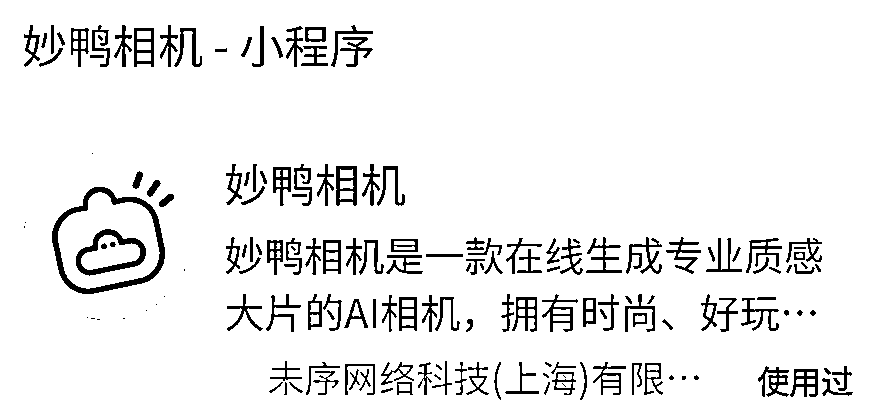 妙鸭相机 - 小程序
妙鸭相机
妙鸭相机是一款在线生成专业质感
大片的AI相机，拥有时尚、好玩…
未序网络科技(上海)有限… 使用过